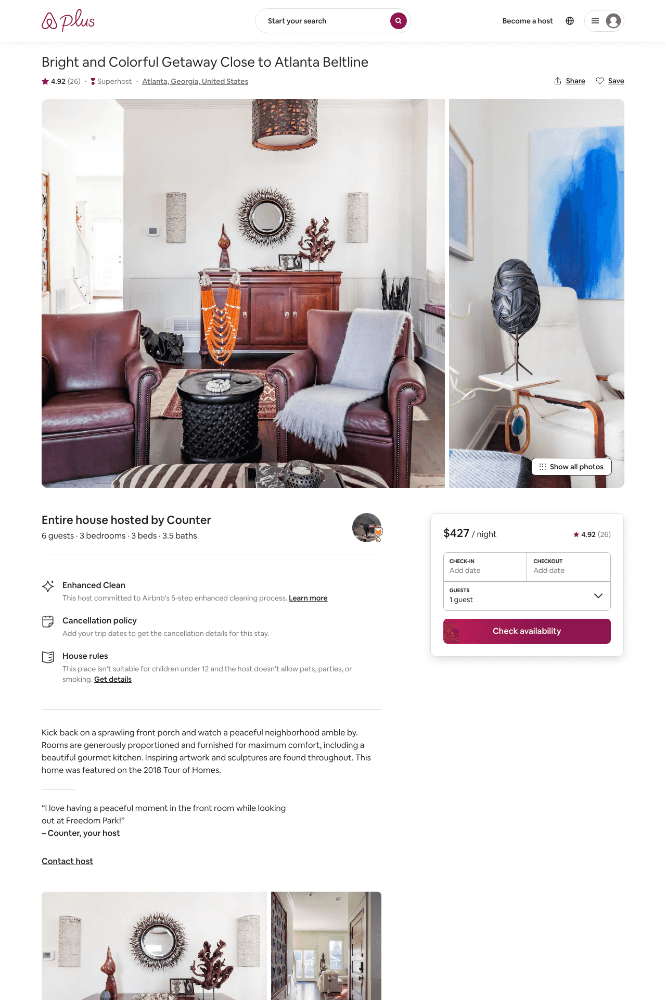 plus
Start your search
Become a host
Bright and Colorful Getaway Close to Atlanta Beltline
4.92 (26) · Superhost · Atlanta, Georgia, United States
Share
Save
Show all photos
Entire house hosted by Counter
6 guests · 3 bedrooms · 3 beds · 3.5 baths
$427 / night
4.92 (26)
CHECK-IN
Add date
CHECKOUT
Add date
GUESTS
1 guest
Check availability
Enhanced Clean
This host committed to Airbnb's 5-step enhanced cleaning process. Learn more
Cancellation policy
Add your trip dates to get the cancellation details for this stay.
House rules
This place isn't suitable for children under 12 and the host doesn't allow pets, parties, or
smoking. Get details
Kick back on a sprawling front porch and watch a peaceful neighborhood amble by.
Rooms are generously proportioned and furnished for maximum comfort, including a
beautiful gourmet kitchen. Inspiring artwork and sculptures are found throughout. This
home was featured on the 2018 Tour of Homes.
“I love having a peaceful moment in the front room while looking
out at Freedom Park!”
– Counter, your host
Contact host